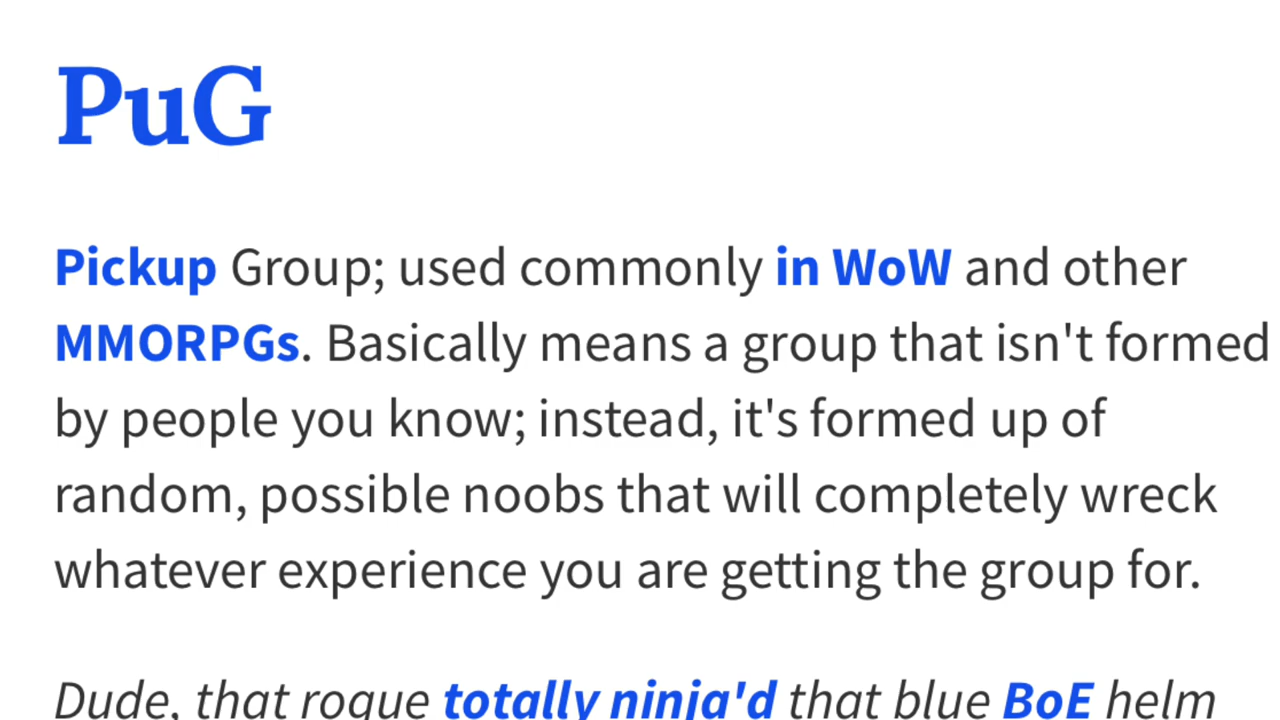 PuG
Pickup Group; used commonly in WoW and other
MMORPGs. Basically means a group that isn't formed
by people you know; instead, it's formed up of
random, possible noobs that will completely wreck
whatever experience you are getting the group for.
Dude, that rogue totally ninja'd that blue BoE helm